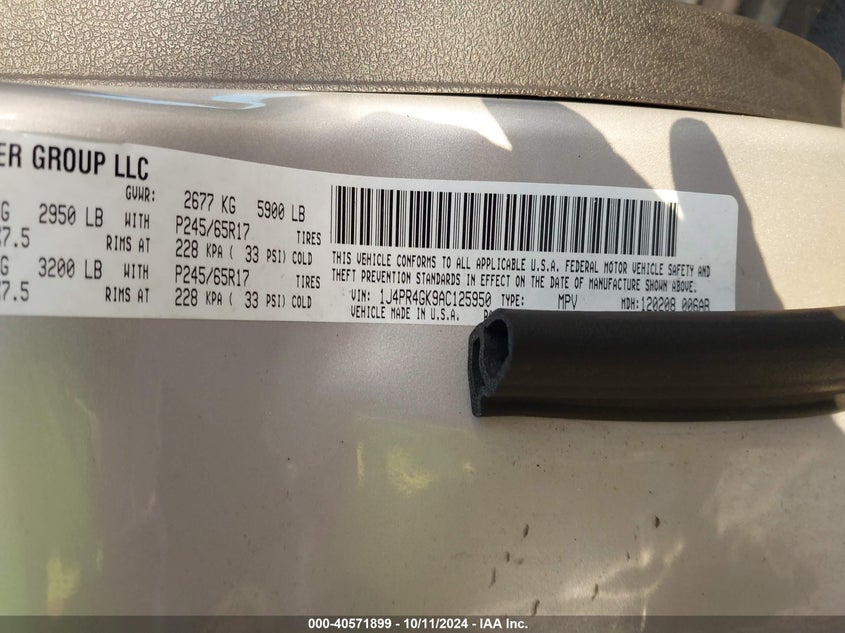 ER GROUP LLC
GVWR: 2677 KG 5900 LB
G 2950 LB WITH P245/65R17 TIRES
7.5 RIMS AT 228 KPA ( 33 PSI) COLD
G 3200 LB WITH P245/65R17 TIRES
7.5 RIMS AT 228 KPA ( 33 PSI) COLD
THIS VEHICLE CONFORMS TO ALL APPLICABLE U.S.A. FEDERAL MOTOR VEHICLE SAFETY AND
THEFT PREVENTION STANDARDS IN EFFECT ON THE DATE OF MANUFACTURE SHOWN ABOVE.
VIN: 1J4PR4GK9AC125950 TYPE: MPV MDH: 120208 006AB
VEHICLE MADE IN U.S.A.
000-40571899 - 10/11/2024 - IAA Inc.